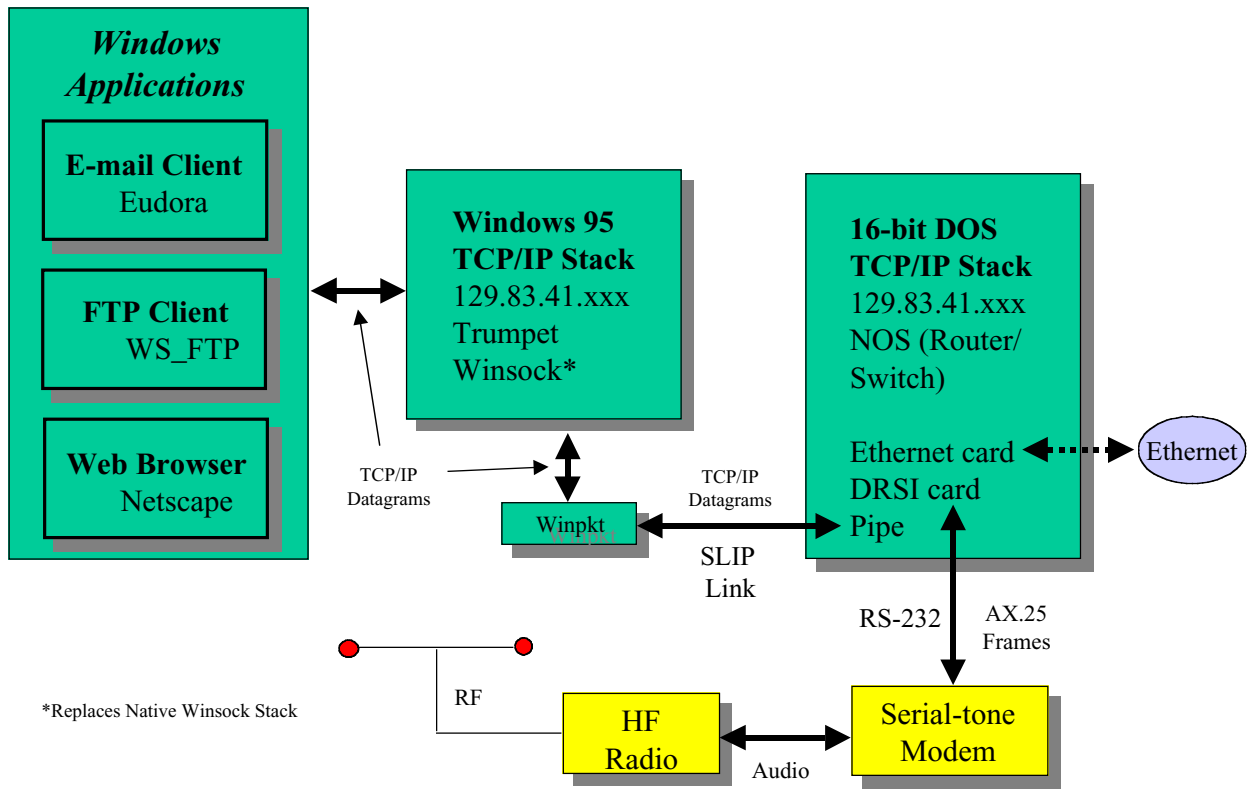 Windows
Applications
E-mail Client
Eudora
FTP Client
WS_FTP
Web Browser
Netscape
Windows 95
TCP/IP Stack
129.83.41.xxx
Trumpet
Winsock*
TCP/IP
Datagrams
Winpkt
Winpkt
TCP/IP
Datagrams
SLIP
Link
16-bit DOS
TCP/IP Stack
129.83.41.xxx
NOS (Router/
Switch)
Ethernet card
DRSI card
Pipe
Ethernet
RS-232
AX.25
Frames
Serial-tone
Modem
Audio
HF
Radio
RF
*Replaces Native Winsock Stack